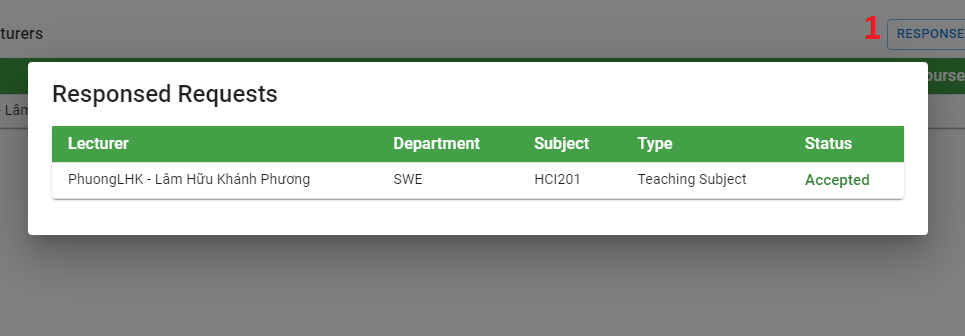 turers
1 RESPONSE
ourse
- Lâm
Responsed Requests
Lecturer Department Subject Type Status
PhuongLHK - Lâm Hữu Khánh Phương SWE HCI201 Teaching Subject Accepted